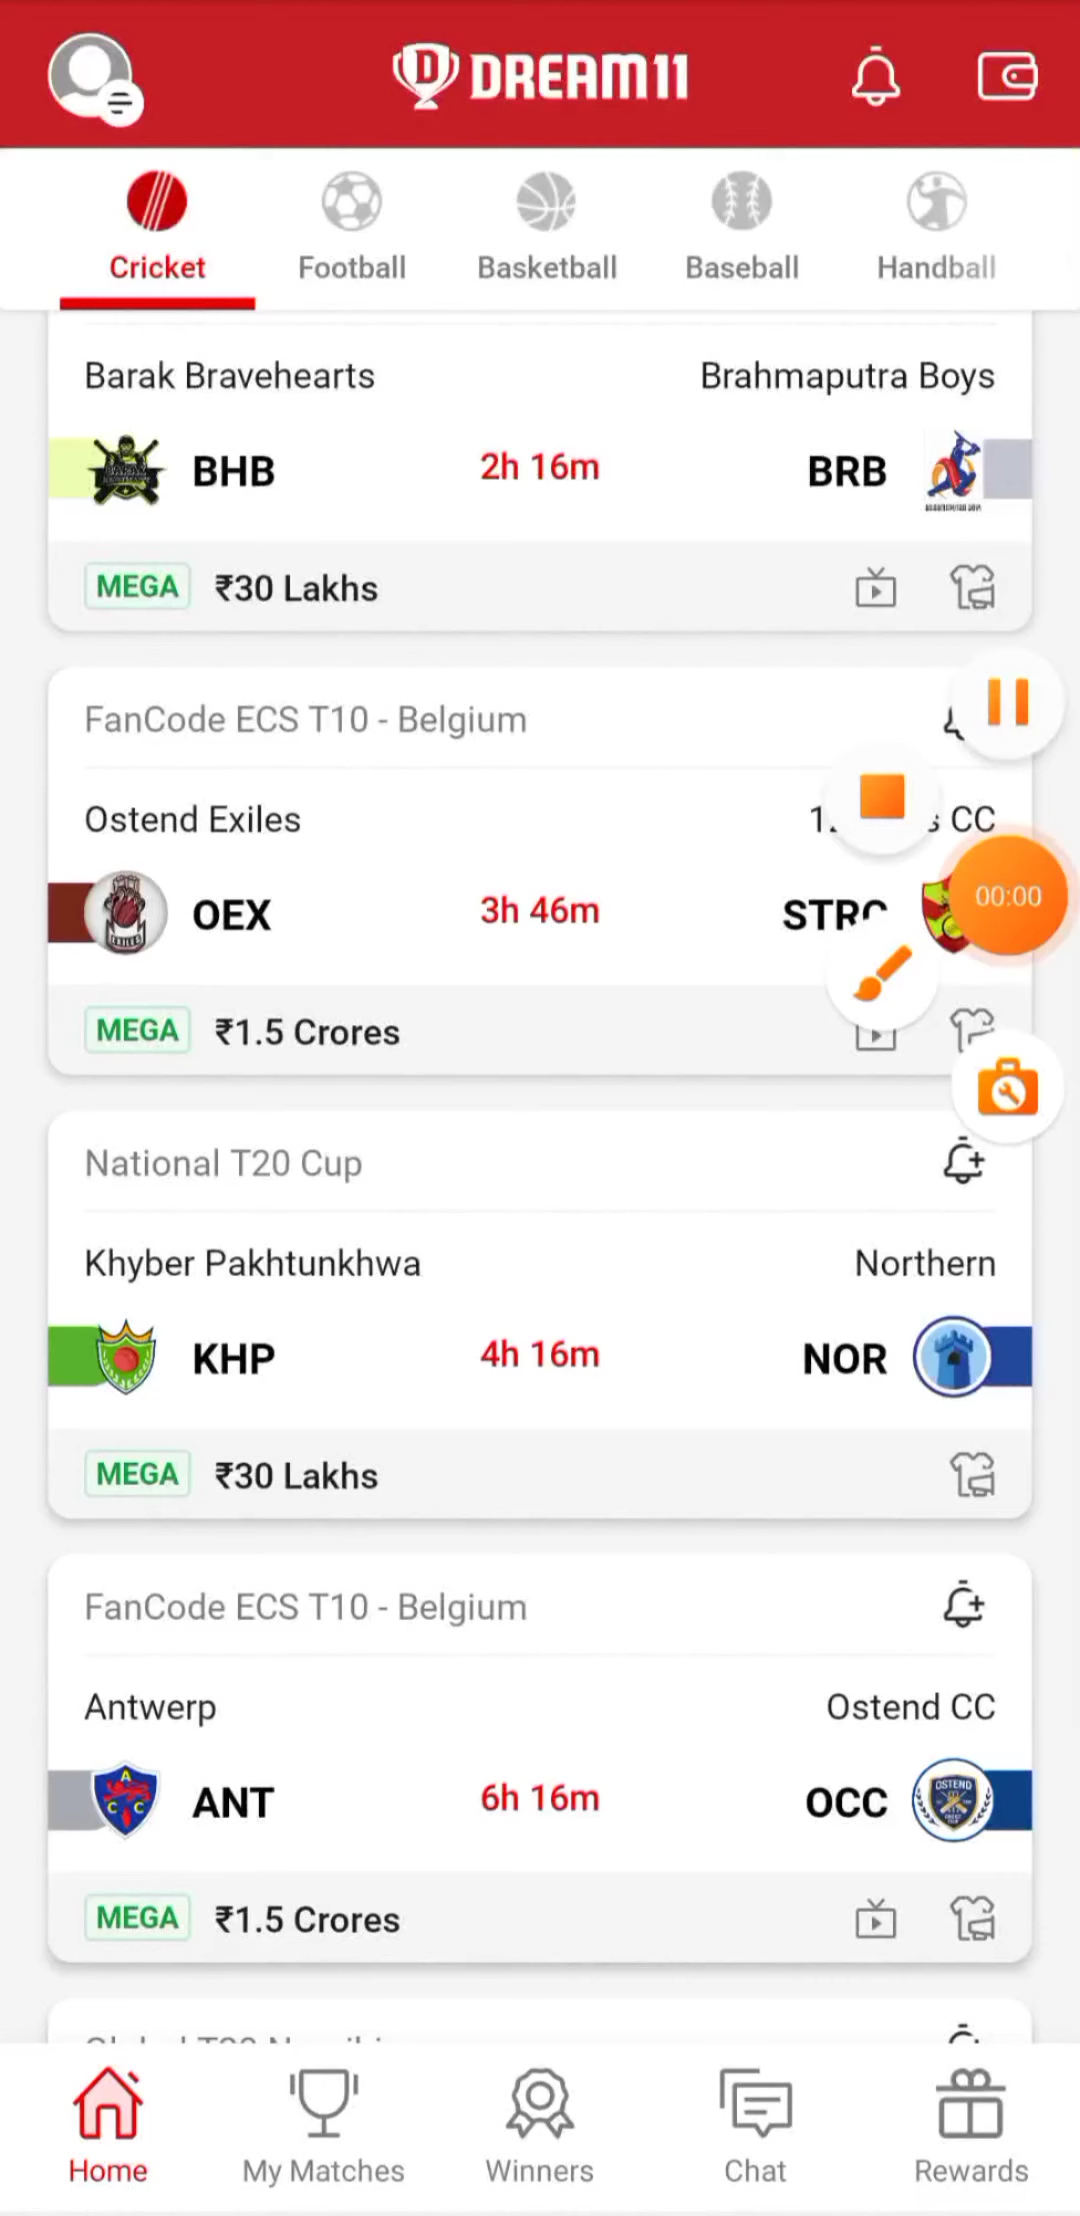 DREAM11
Cricket
Football
Basketball
Baseball
Handball
Barak Bravehearts
Brahmaputra Boys
BHB
2h 16m
BRB
MEGA
₹30 Lakhs
FanCode ECS T10 - Belgium
Ostend Exiles
CC
OEX
3h 46m
EXILES
00:00
MEGA
₹1.5 Crores
National T20 Cup
Khyber Pakhtunkhwa
Northern
KHP
4h 16m
NOR
MEGA
₹30 Lakhs
FanCode ECS T10 - Belgium
Antwerp
Ostend CC
A
C C
ANT
6h 16m
OCC
OSTEND
MEGA
₹1.5 Crores
Home
My Matches
Winners
Chat
Rewards